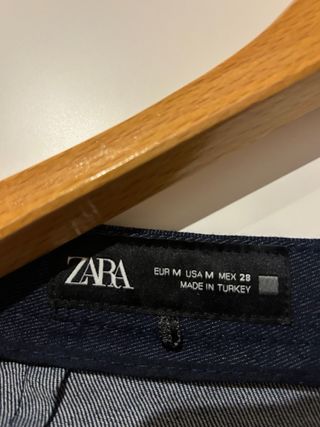 ZARA
EUR M USA M MEX 28
MADE IN TURKEY